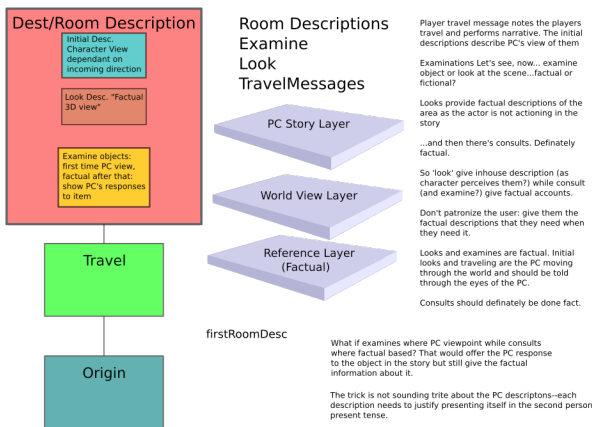 Dest/Room Description
Initial Desc.
Character View
dependant on
incoming direction
Look Desc. "Factual
3D view"
Examine objects:
first time PC view,
factual after that:
show PC's responses
to item
Travel
Origin
Room Descriptions
Examine
Look
TravelMessages
PC Story Layer
World View Layer
Reference Layer
(Factual)
firstRoomDesc
Player travel message notes the players
travel and performs narrative. The initial
descriptions describe PC's view of them
Examinations Let's see, now... examine
object or look at the scene...factual or
fictional?
Looks provide factual descriptions of the
area as the actor is not actioning in the
story
...and then there's consults. Definately
factual.
So 'look' give inhouse description (as
character perceives them?) while consult
(and examine?) give factual accounts.
Don't patronize the user: give them the
factual descriptions that they need when
they need it.
Looks and examines are factual. Initial
looks and traveling are the PC moving
through the world and should be told
through the eyes of the PC.
Consults should definately be done fact.
What if examines where PC viewpoint while consults
where factual based? That would offer the PC response
to the object in the story but still give the factual
information about it.
The trick is not sounding trite about the PC descriptons--each
description needs to justify presenting itself in the second person
present tense.